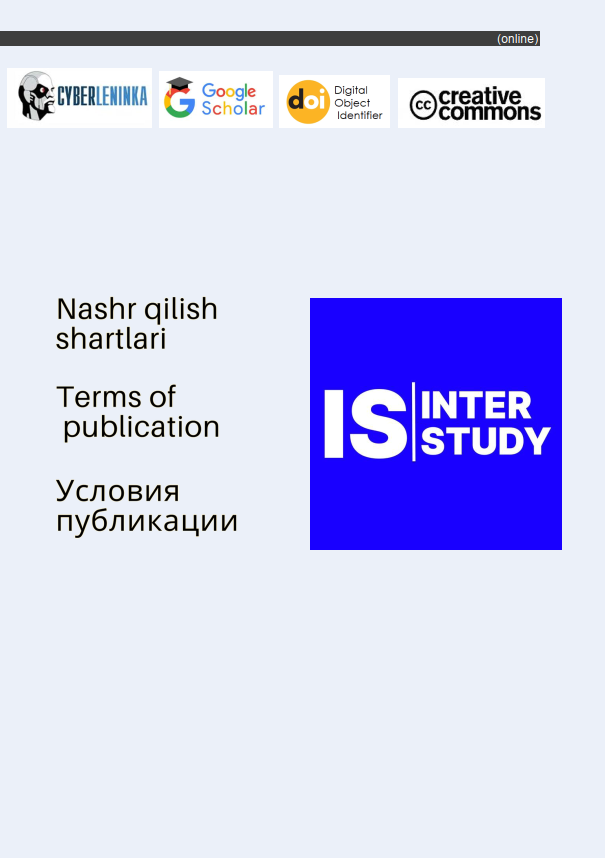 (online)
CYBERLENINKA
Google
Scholar
doi
Digital
Object
Identifier
cc
creative
commons
Nashr qilish
shartlari
Terms of
publication
Условия
публикации
IS
INTER
STUDY